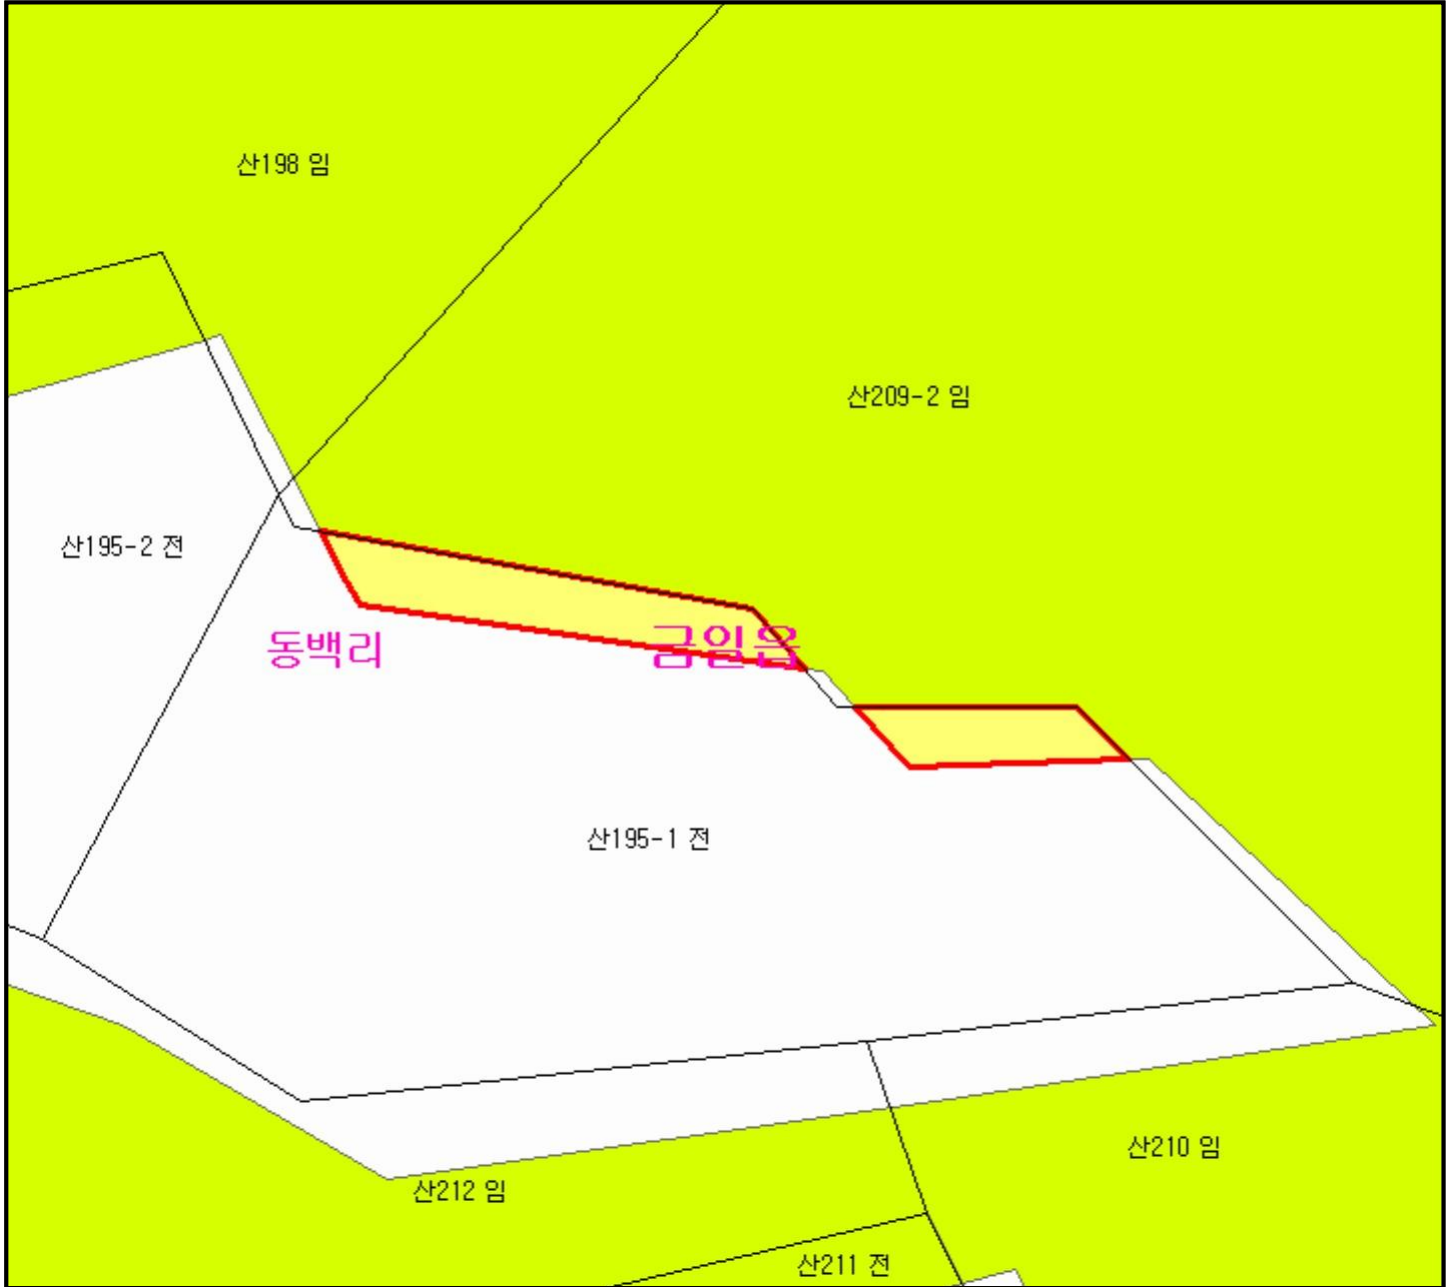 산198 임
산209-2 임
산195-2 전
동백리
금일읍
산195-1 전
산210 임
산212 임
산211 전